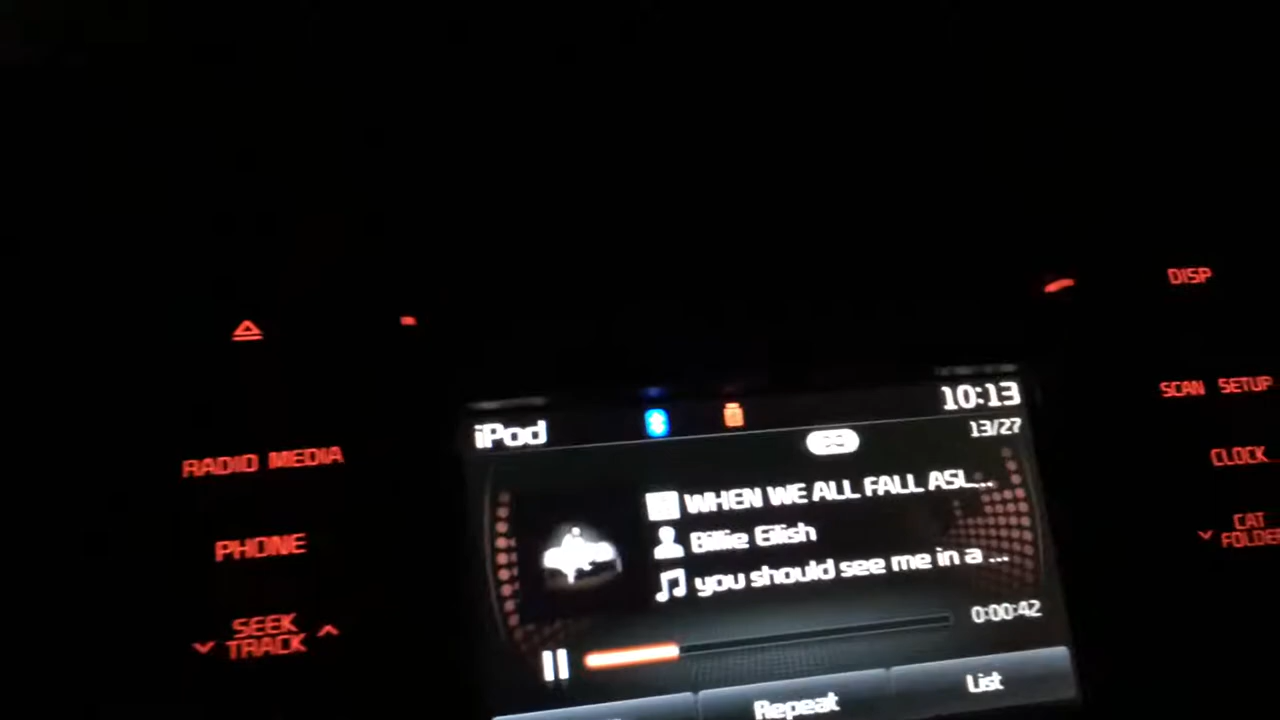 DISP
SCAN SETUP
RADIO MEDIA
iPod
10:13
13/27
WHEN WE ALL FALL ASL...
CLOCK
PHONE
Billie Eilish
CAT
FOLDER
you should see me in a ...
SEEK
TRACK
0:00:42
Repeat
List